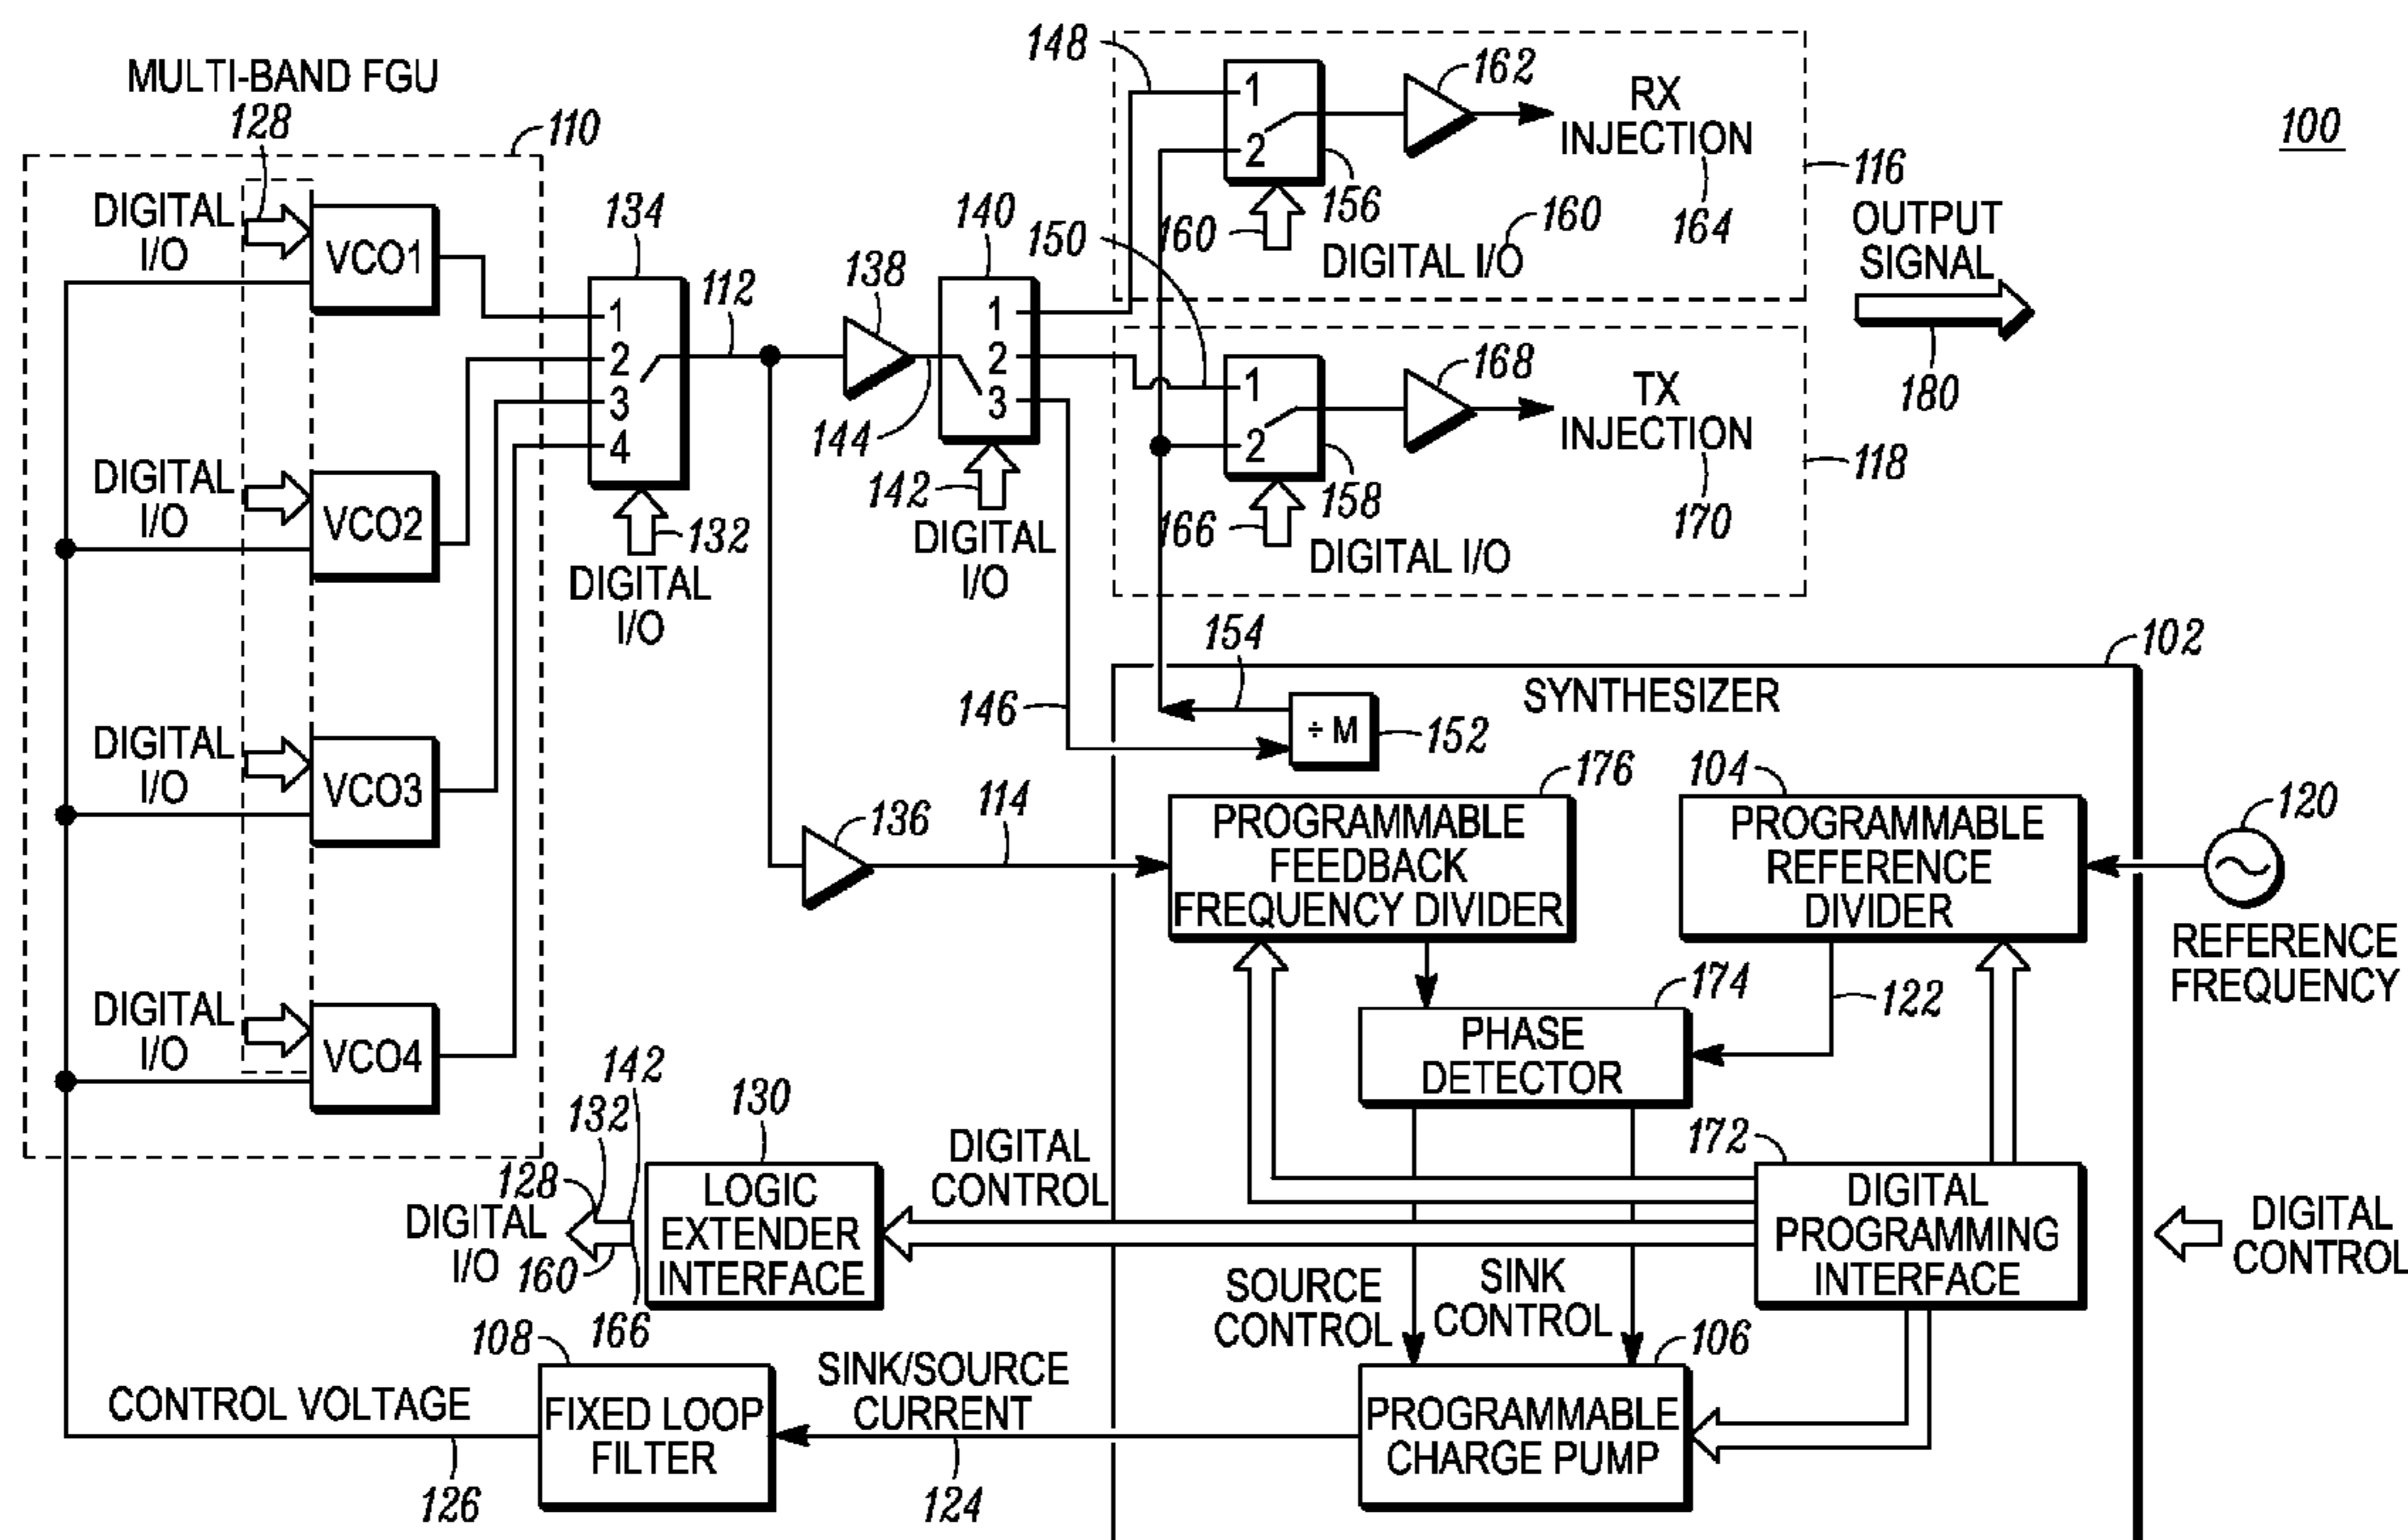 MULTI-BAND FGU
128
110
DIGITAL
I/O
VCO1
DIGITAL
I/O
VCO2
DIGITAL
I/O
VCO3
DIGITAL
I/O
VCO4
134
1
2
3
4
132
DIGITAL
I/O
112
138
144
140
1
2
3
142
DIGITAL
I/O
148
1
2
156
162
RX
INJECTION
164
160
DIGITAL I/O
160
116
150
1
2
158
168
TX
INJECTION
170
166
DIGITAL I/O
118
100
OUTPUT
SIGNAL
180
154
146
÷ M
152
SYNTHESIZER
102
136
114
176
PROGRAMMABLE
FEEDBACK
FREQUENCY DIVIDER
104
PROGRAMMABLE
REFERENCE
DIVIDER
120
REFERENCE
FREQUENCY
174
PHASE
DETECTOR
122
172
DIGITAL
PROGRAMMING
INTERFACE
DIGITAL
CONTROL
142
132
128
DIGITAL
I/O
160
166
130
LOGIC
EXTENDER
INTERFACE
DIGITAL
CONTROL
SOURCE
CONTROL
SINK
CONTROL
106
PROGRAMMABLE
CHARGE PUMP
SINK/SOURCE
CURRENT
124
108
FIXED LOOP
FILTER
CONTROL VOLTAGE
126